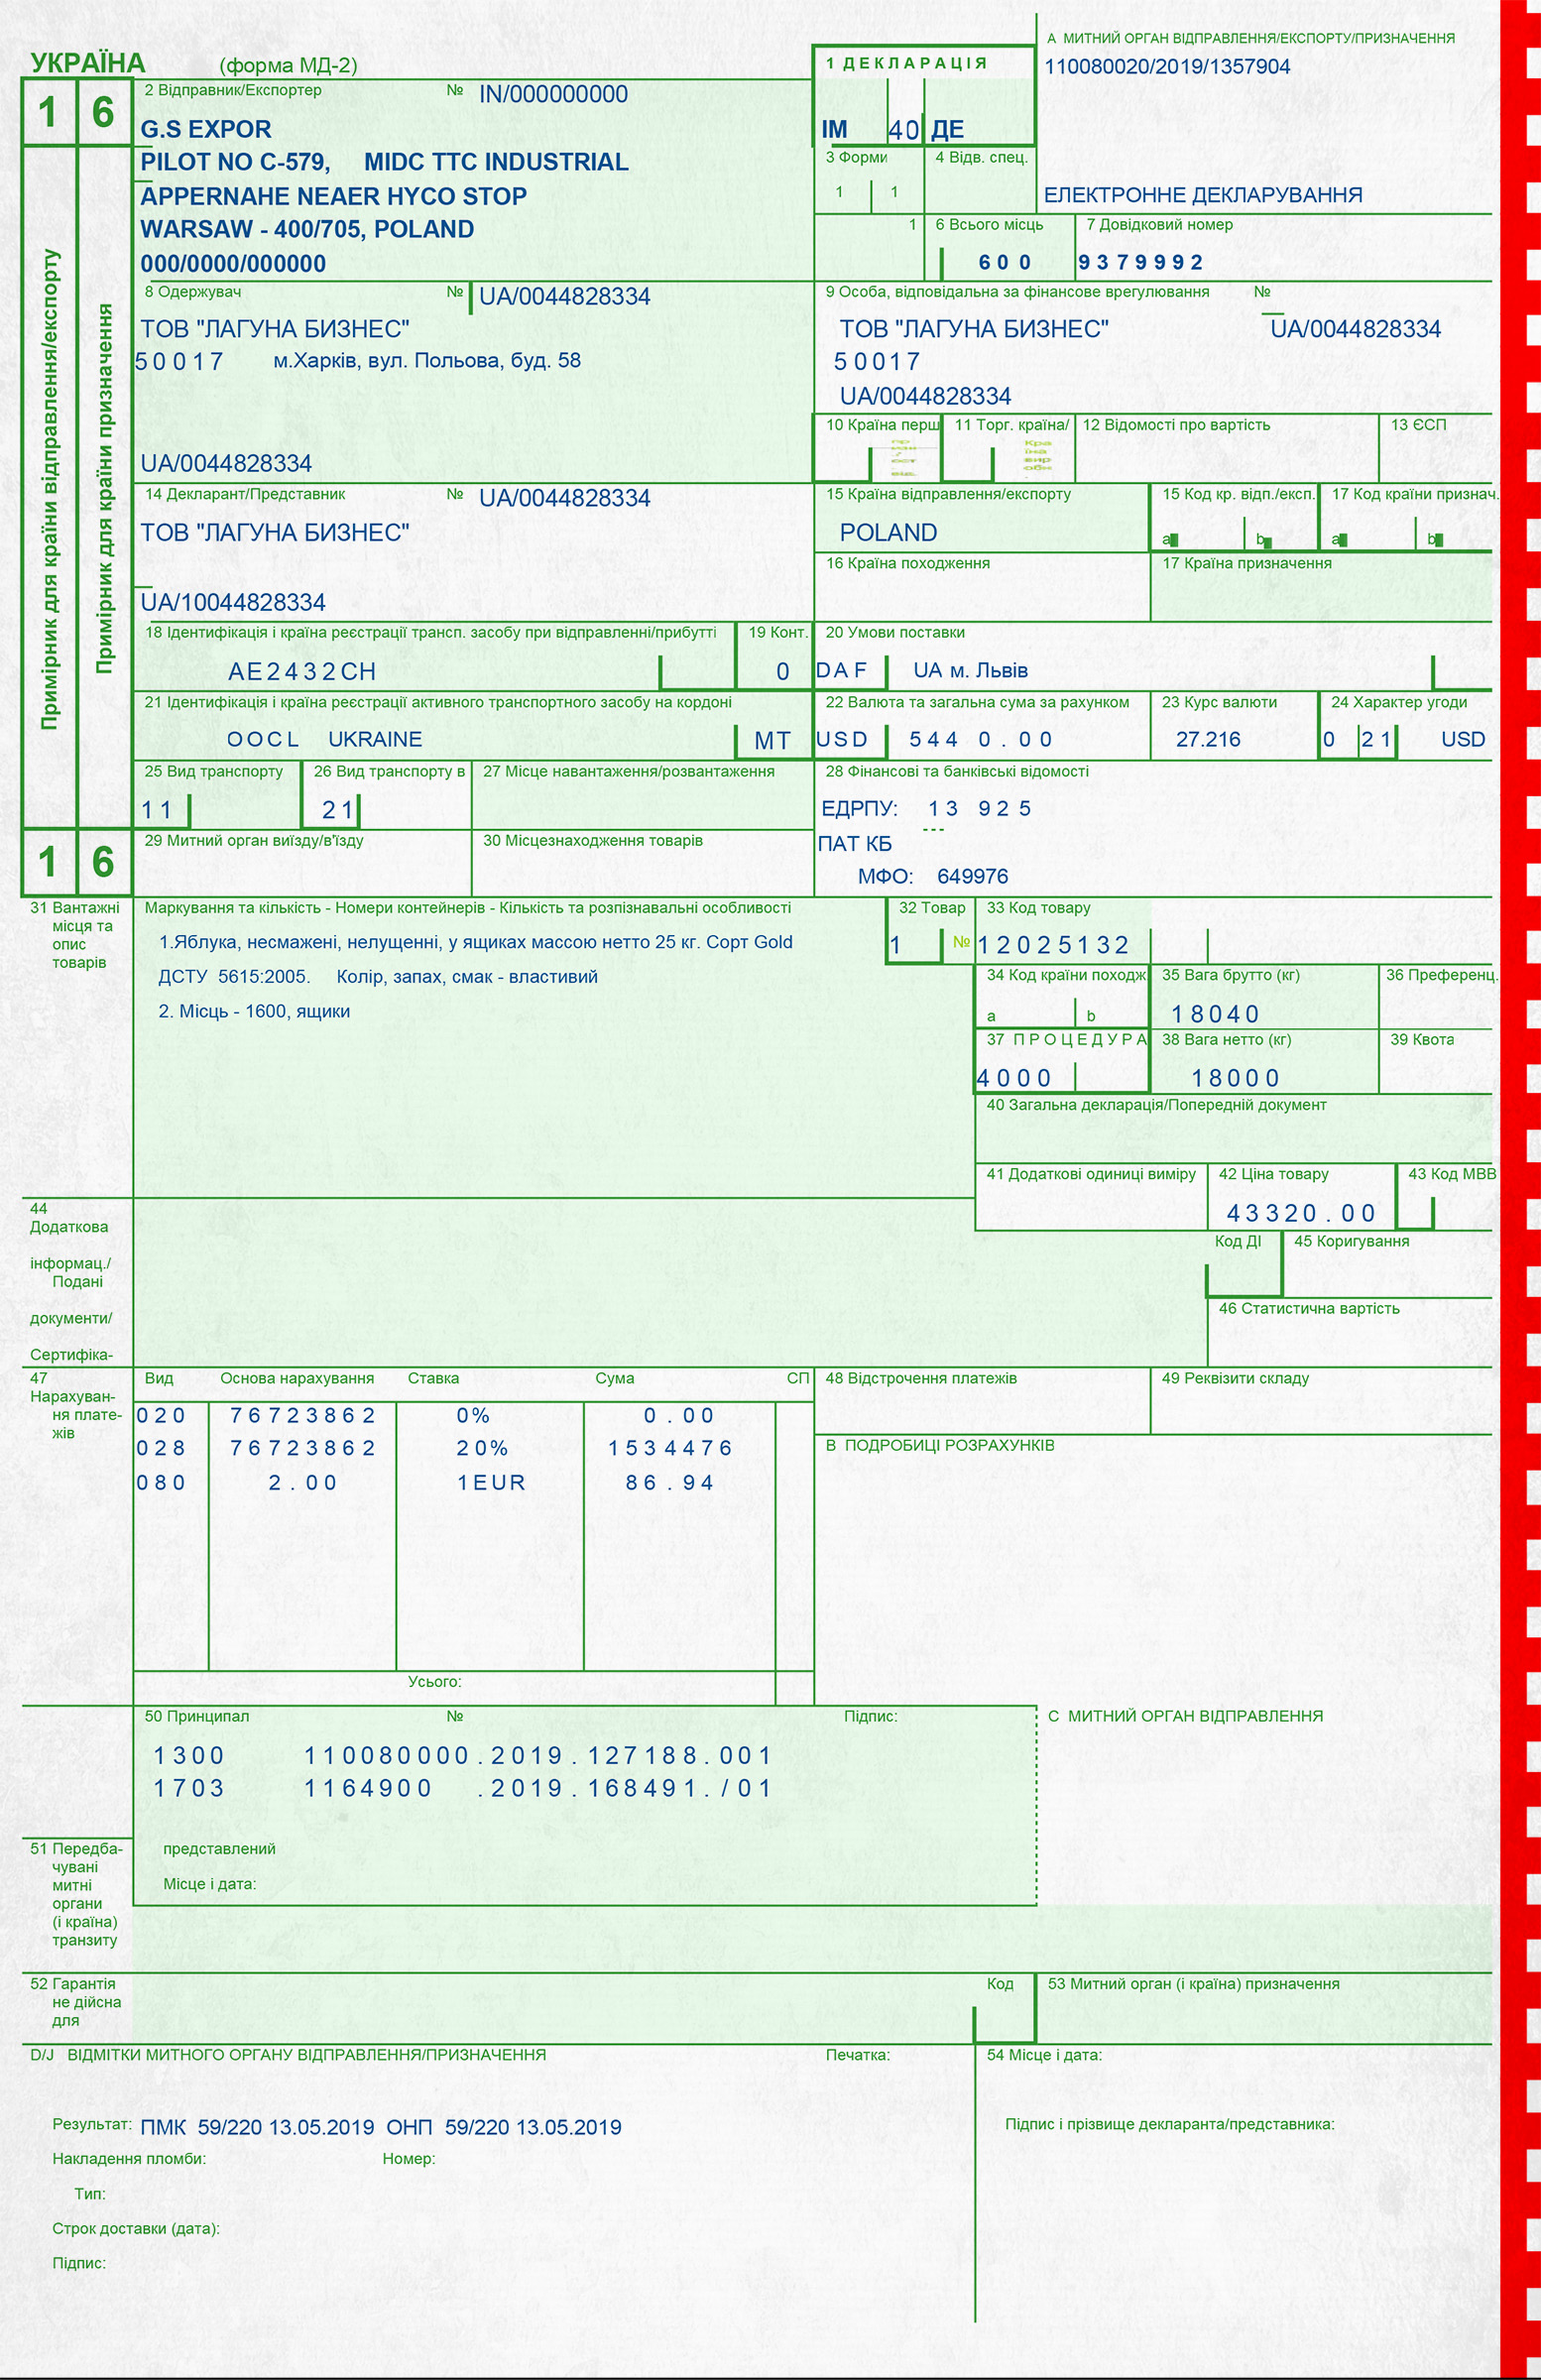 УКРАЇНА (форма МД-2)
А МИТНИЙ ОРГАН ВІДПРАВЛЕННЯ/ЕКСПОРТУ/ПРИЗНАЧЕННЯ
110080020/2019/1357904
1 ДЕКЛАРАЦІЯ
ІМ 40 ДЕ
1 6
2 Відправник/Експортер № IN/000000000
G.S EXPOR
PILOT NO C-579, MIDC TTC INDUSTRIAL
APPERNAHE NEAER HYCO STOP
WARSAW - 400/705, POLAND
000/0000/000000
3 Форми 4 Відв. спец.
1 1
ЕЛЕКТРОННЕ ДЕКЛАРУВАННЯ
1 6 Всього місць 7 Довідковий номер
600 9379992
Примірник для країни відправлення/експорту
Примірник для країни призначення
8 Одержувач № UA/0044828334
ТОВ "ЛАГУНА БИЗНЕС"
50017 м.Харків, вул. Польова, буд. 58
UA/0044828334
9 Особа, відповідальна за фінансове врегулювання №
ТОВ "ЛАГУНА БИЗНЕС" UA/0044828334
50017
UA/0044828334
10 Країна перш 11 Торг. країна/ 12 Відомості про вартість 13 ЄСП
14 Декларант/Представник № UA/0044828334
ТОВ "ЛАГУНА БИЗНЕС"
UA/10044828334
15 Країна відправлення/експорту 15 Код кр. відп./експ. 17 Код країни признач.
POLAND a b a b
16 Країна походження 17 Країна призначення
18 Ідентифікація і країна реєстрації трансп. засобу при відправленні/прибутті 19 Конт. 20 Умови поставки
AE2432CH 0 DAF UA м. Львів
21 Ідентифікація і країна реєстрації активного транспортного засобу на кордоні 22 Валюта та загальна сума за рахунком 23 Курс валюти 24 Характер угоди
OOCL UKRAINE MT USD 544 0.00 27.216 0 21 USD
25 Вид транспорту 26 Вид транспорту в 27 Місце навантаження/розвантаження 28 Фінансові та банківські відомості
11 21 ЕДРПУ: 13 925
1 6 29 Митний орган виїзду/в'їзду 30 Місцезнаходження товарів ПАТ КБ
МФО: 649976
31 Вантажні
місця та
опис
товарів
Маркування та кількість - Номери контейнерів - Кількість та розпізнавальні особливості
1.Яблука, несмажені, нелущенні, у ящиках массою нетто 25 кг. Сорт Gold
ДСТУ 5615:2005. Колір, запах, смак - властивий
2. Місць - 1600, ящики
32 Товар 33 Код товару
1 № 12025132
34 Код країни походж 35 Вага брутто (кг) 36 Преференц.
a b 18040
37 ПРОЦЕДУРА 38 Вага нетто (кг) 39 Квота
4000 18000
40 Загальна декларація/Попередній документ
41 Додаткові одиниці виміру 42 Ціна товару 43 Код МВВ
43320.00
44
Додаткова
інформац./
Подані
документи/
Сертифіка-
Код ДІ 45 Коригування
46 Статистична вартість
47
Нарахуван-
ня плате-
жів
Вид Основа нарахування Ставка Сума СП
020 76723862 0% 0.00
028 76723862 20% 1534476
080 2.00 1EUR 86.94
Усього:
48 Відстрочення платежів 49 Реквізити складу
В ПОДРОБИЦІ РОЗРАХУНКІВ
50 Принципал № Підпис: С МИТНИЙ ОРГАН ВІДПРАВЛЕННЯ
1300 110080000.2019.127188.001
1703 1164900 .2019.168491./01
представлений
Місце і дата:
51 Передба-
чувані
митні
органи
(і країна)
транзиту
52 Гарантія
не дійсна
для
Код 53 Митний орган (і країна) призначення
D/J ВІДМІТКИ МИТНОГО ОРГАНУ ВІДПРАВЛЕННЯ/ПРИЗНАЧЕННЯ Печатка: 54 Місце і дата:
Результат: ПМК 59/220 13.05.2019 ОНП 59/220 13.05.2019 Підпис і прізвище декларанта/представника:
Накладення пломби: Номер:
Тип:
Строк доставки (дата):
Підпис: